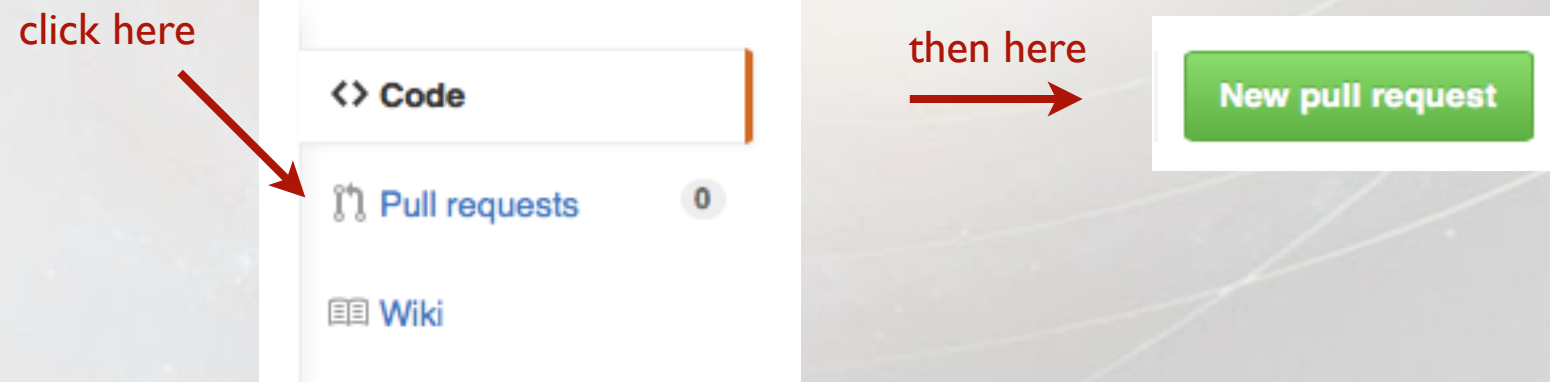 click here
<> Code
Pull requests 0
Wiki
then here
New pull request